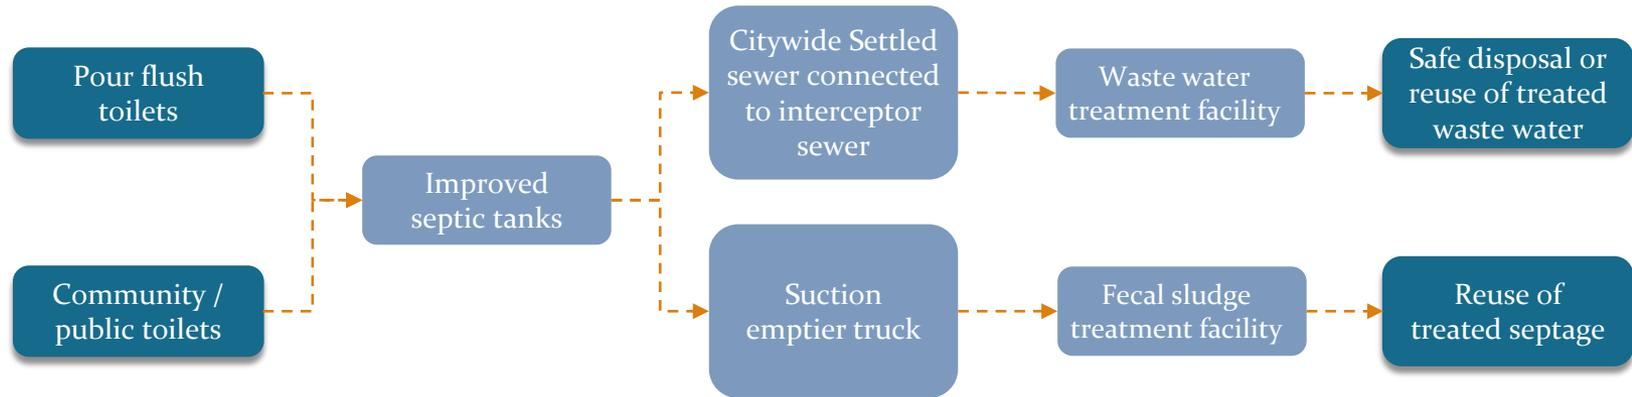 Pour flush
toilets
Community /
public toilets
Improved
septic tanks
Citywide Settled
sewer connected
to interceptor
sewer
Waste water
treatment facility
Safe disposal or
reuse of treated
waste water
Suction
emptier truck
Fecal sludge
treatment facility
Reuse of
treated septage